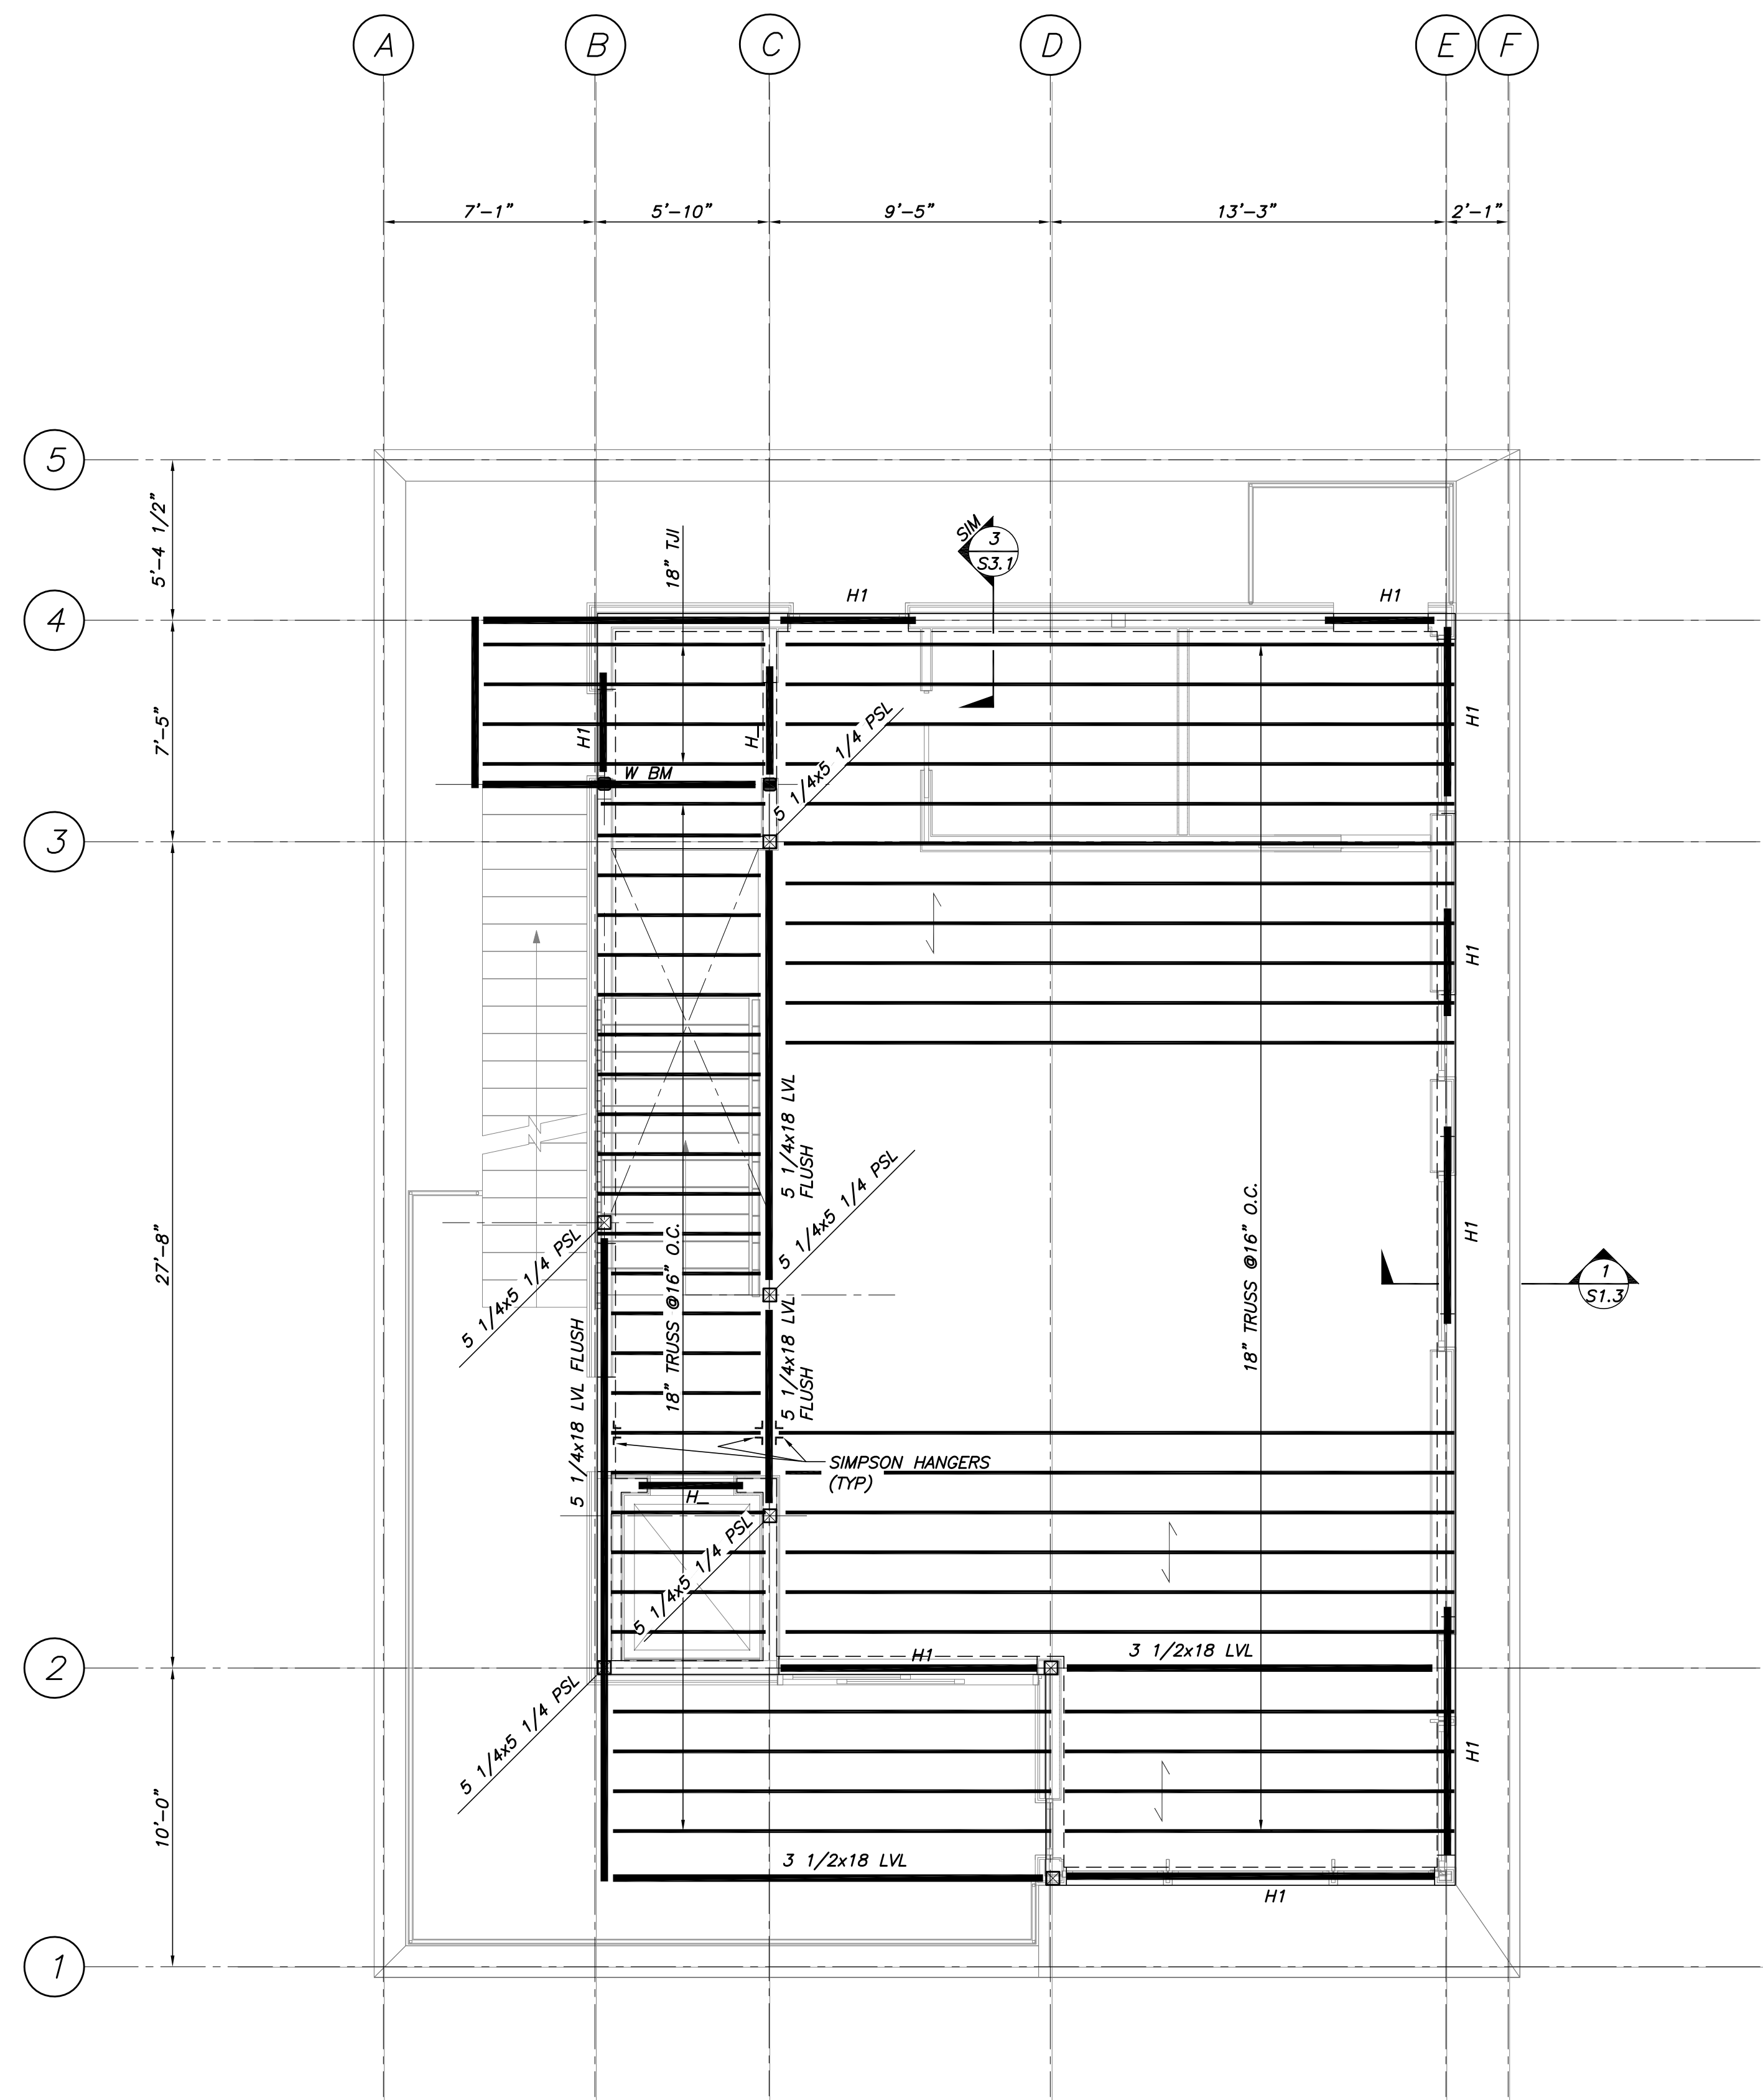 A
B
C
D
E
F
7'-1"
5'-10"
9'-5"
13'-3"
2'-1"
5
5'-4 1/2"
SIM
3
S3.1
18" TJI
H1
H1
4
7'-5"
H1
H_
5 1/4x5 1/4 PSL
H1
W BM
3
H1
5 1/4x18 LVL
FLUSH
5 1/4x5 1/4 PSL
27'-8"
5 1/4x5 1/4 PSL
18" TRUSS @16" O.C.
18" TRUSS @16" O.C.
H1
1
S1.3
5 1/4x18 LVL FLUSH
5 1/4x18 LVL
FLUSH
SIMPSON HANGERS
(TYP)
H_
5 1/4x5 1/4 PSL
H1
3 1/2x18 LVL
2
5 1/4x5 1/4 PSL
H1
10'-0"
3 1/2x18 LVL
H1
1